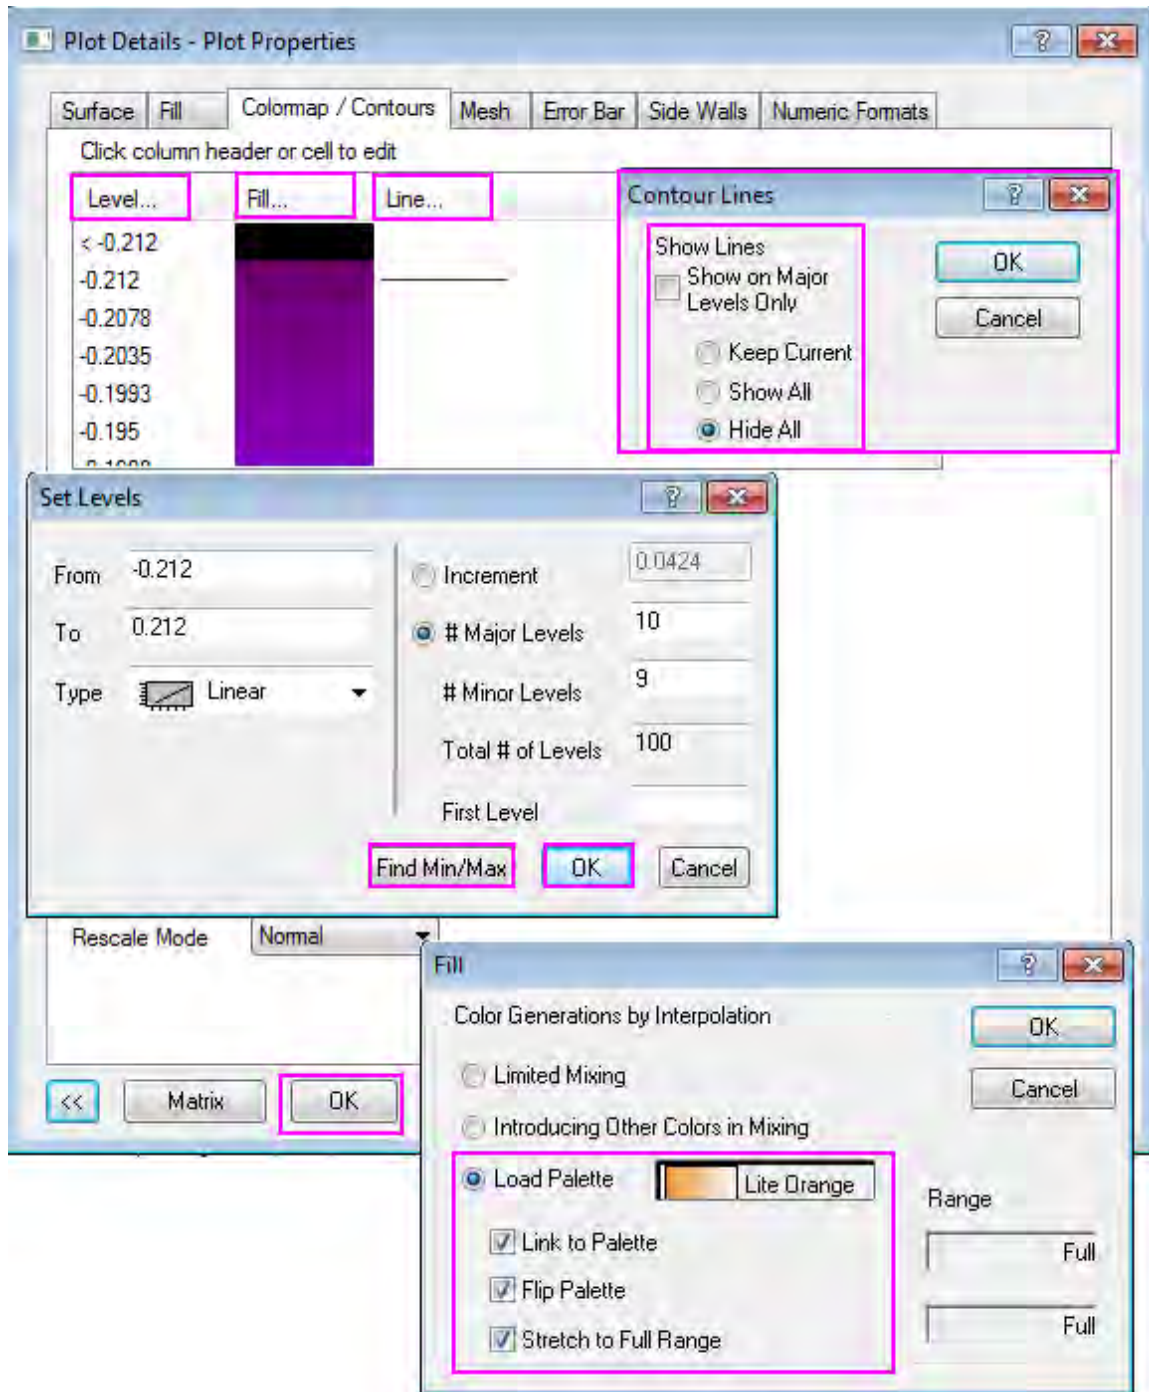 Plot Details - Plot Properties
Surface Fill Colormap / Contours Mesh Error Bar Side Walls Numeric Formats
Click column header or cell to edit
Level... Fill... Line...
< -0.212
-0.212
-0.2078
-0.2035
-0.1993
-0.195
Contour Lines
Show Lines
Show on Major
Levels Only
Keep Current
Show All
Hide All
OK
Cancel
Set Levels
From -0.212
To 0.212
Type Linear
Increment 0.0424
# Major Levels 10
# Minor Levels 9
Total # of Levels 100
First Level
Find Min/Max OK Cancel
Rescale Mode Normal
<< Matrix OK
Fill
Color Generations by Interpolation
Limited Mixing
Introducing Other Colors in Mixing
Load Palette Lite Orange
Link to Palette
Flip Palette
Stretch to Full Range
OK
Cancel
Range
Full
Full